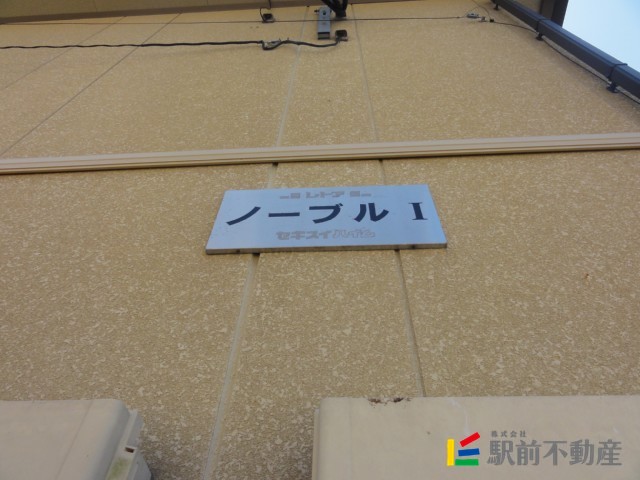 レトア
ノーブル I
セキスイハイム
株式会社
駅前不動産